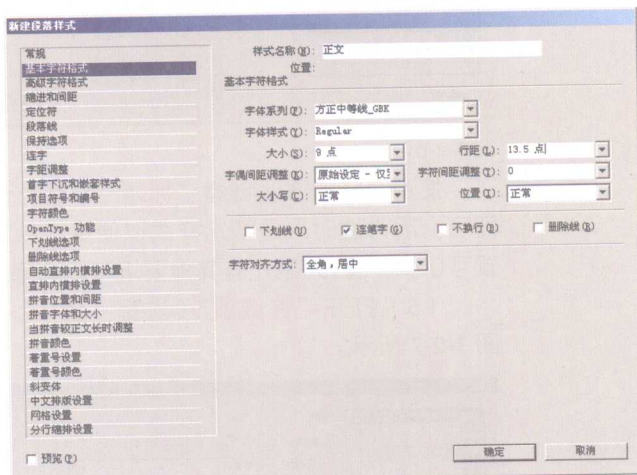 新建段落样式
常规
基本字符格式
高级字符格式
缩进和间距
定位符
段落线
保持选项
连字
字距调整
首字下沉和嵌套样式
项目符号和编号
字符颜色
OpenType 功能
下划线选项
删除线选项
自动直排内横排设置
直排内横排设置
拼音位置和间距
拼音字体和大小
当拼音较正文长时调整
拼音颜色
着重号设置
着重号颜色
斜变体
中文排版设置
网格设置
分行缩排设置
预览(P)
样式名称(N): 正文
位置:
基本字符格式
字体系列(F): 方正中等线_GBK
字体样式(Y): Regular
大小(S): 9 点 行距(L): 13.5 点
字偶间距调整(K): 原始设定 - 仅 字符间距调整(T): 0
大小写(C): 正常 位置(I): 正常
下划线(U) 连笔字(G) 不换行(B) 删除线(R)
字符对齐方式: 全角，居中
确定 取消